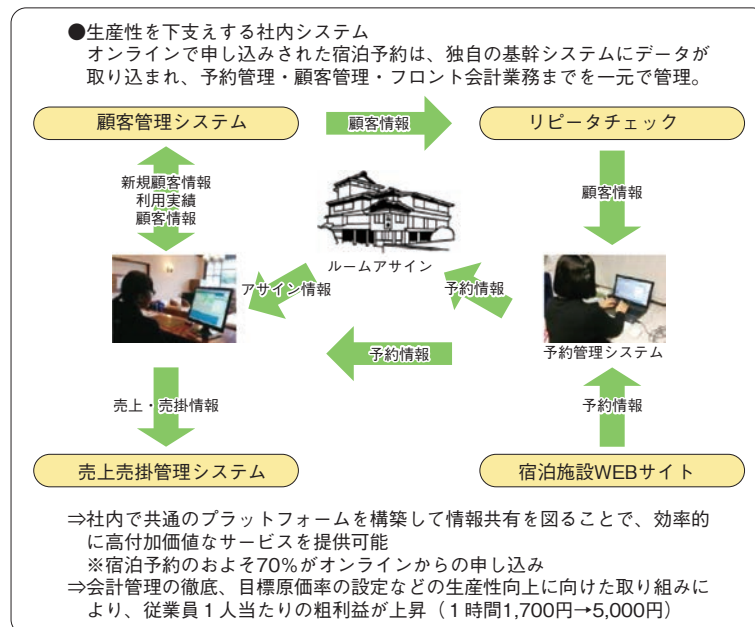 ●生産性を下支えする社内システム
オンラインで申し込みされた宿泊予約は、独自の基幹システムにデータが
取り込まれ、予約管理・顧客管理・フロント会計業務までを一元で管理。
顧客管理システム
顧客情報
リピータチェック
新規顧客情報
利用実績
顧客情報
顧客情報
ルームアサイン
アサイン情報
予約情報
予約管理システム
予約情報
売上・売掛情報
予約情報
売上売掛管理システム
宿泊施設WEBサイト
⇒社内で共通のプラットフォームを構築して情報共有を図ることで、効率的
に高付加価値なサービスを提供可能
※宿泊予約のおよそ70%がオンラインからの申し込み
⇒会計管理の徹底、目標原価率の設定などの生産性向上に向けた取り組みに
より、従業員1人当たりの粗利益が上昇（1時間1,700円→5,000円）